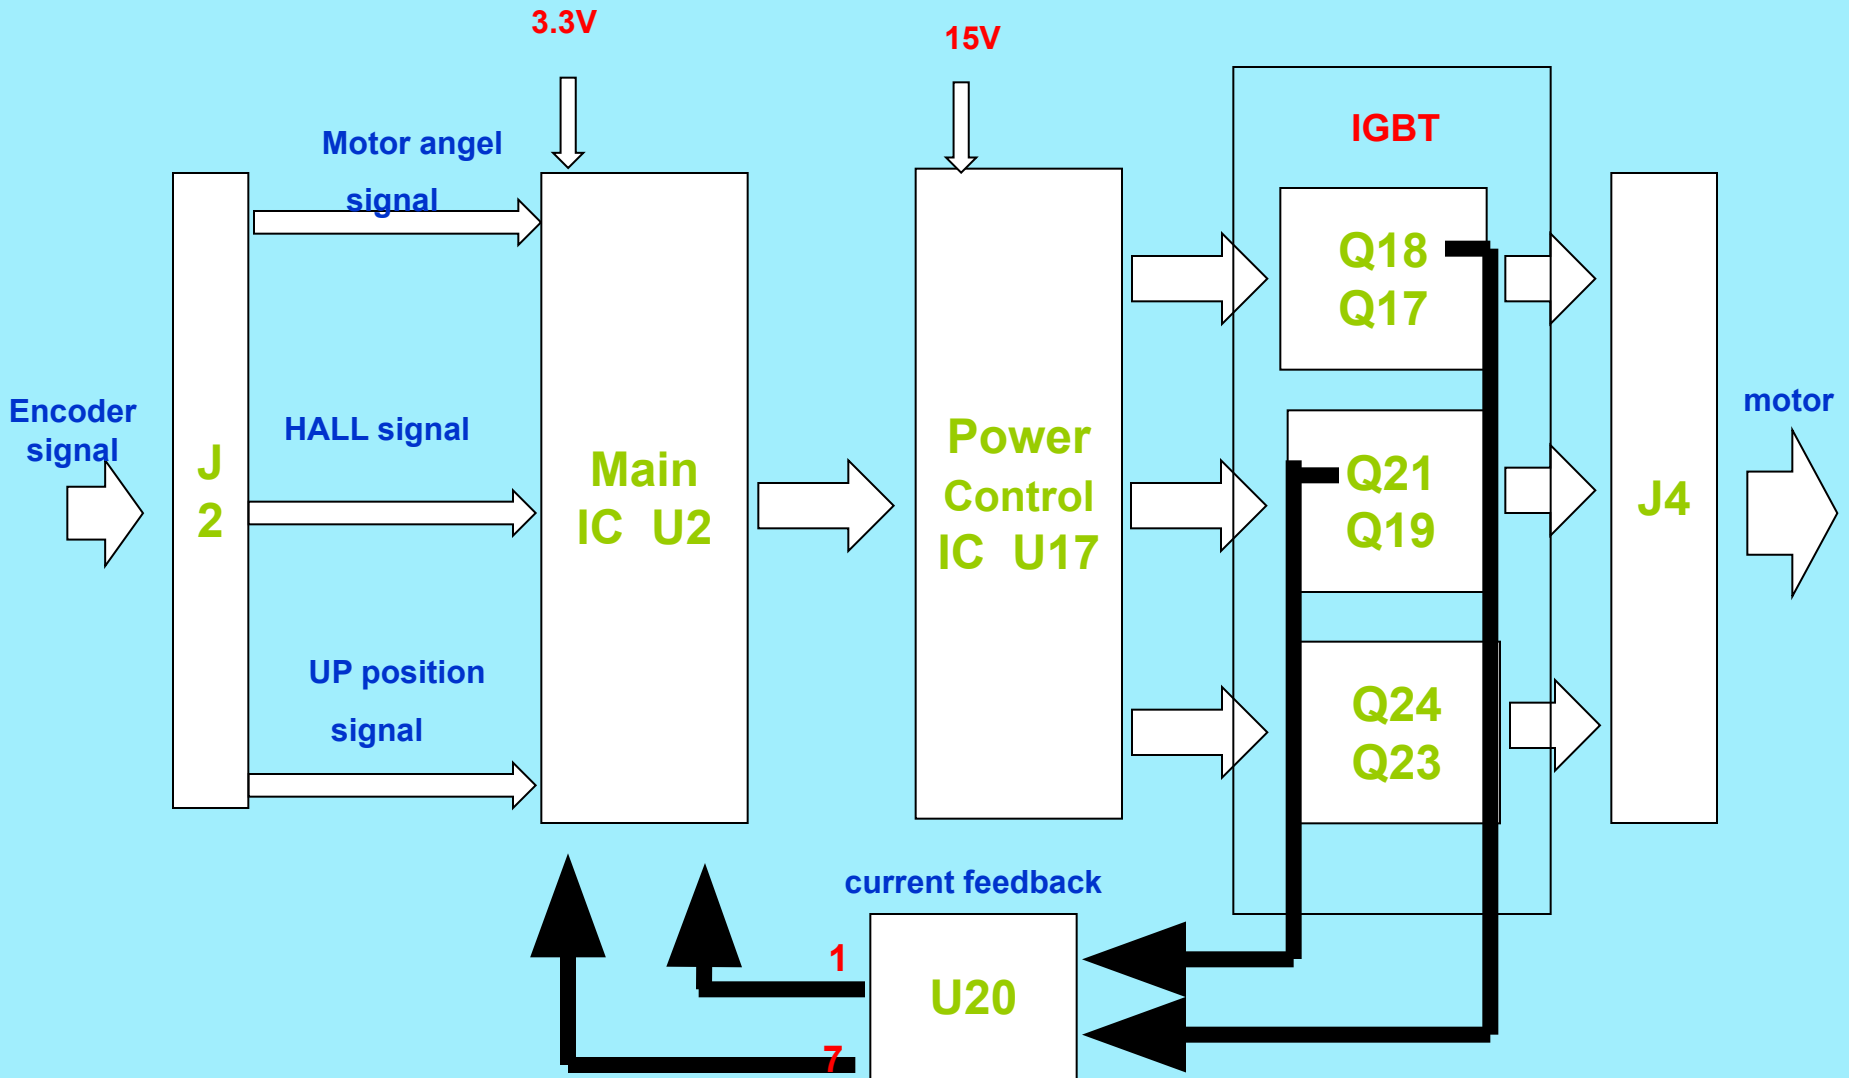 3.3V
15V
Motor angel
signal
IGBT
Q18
Q17
Encoder
signal
J
2
HALL signal
Main
IC U2
Power
Control
IC U17
Q21
Q19
J4
motor
UP position
signal
Q24
Q23
current feedback
1
U20
7